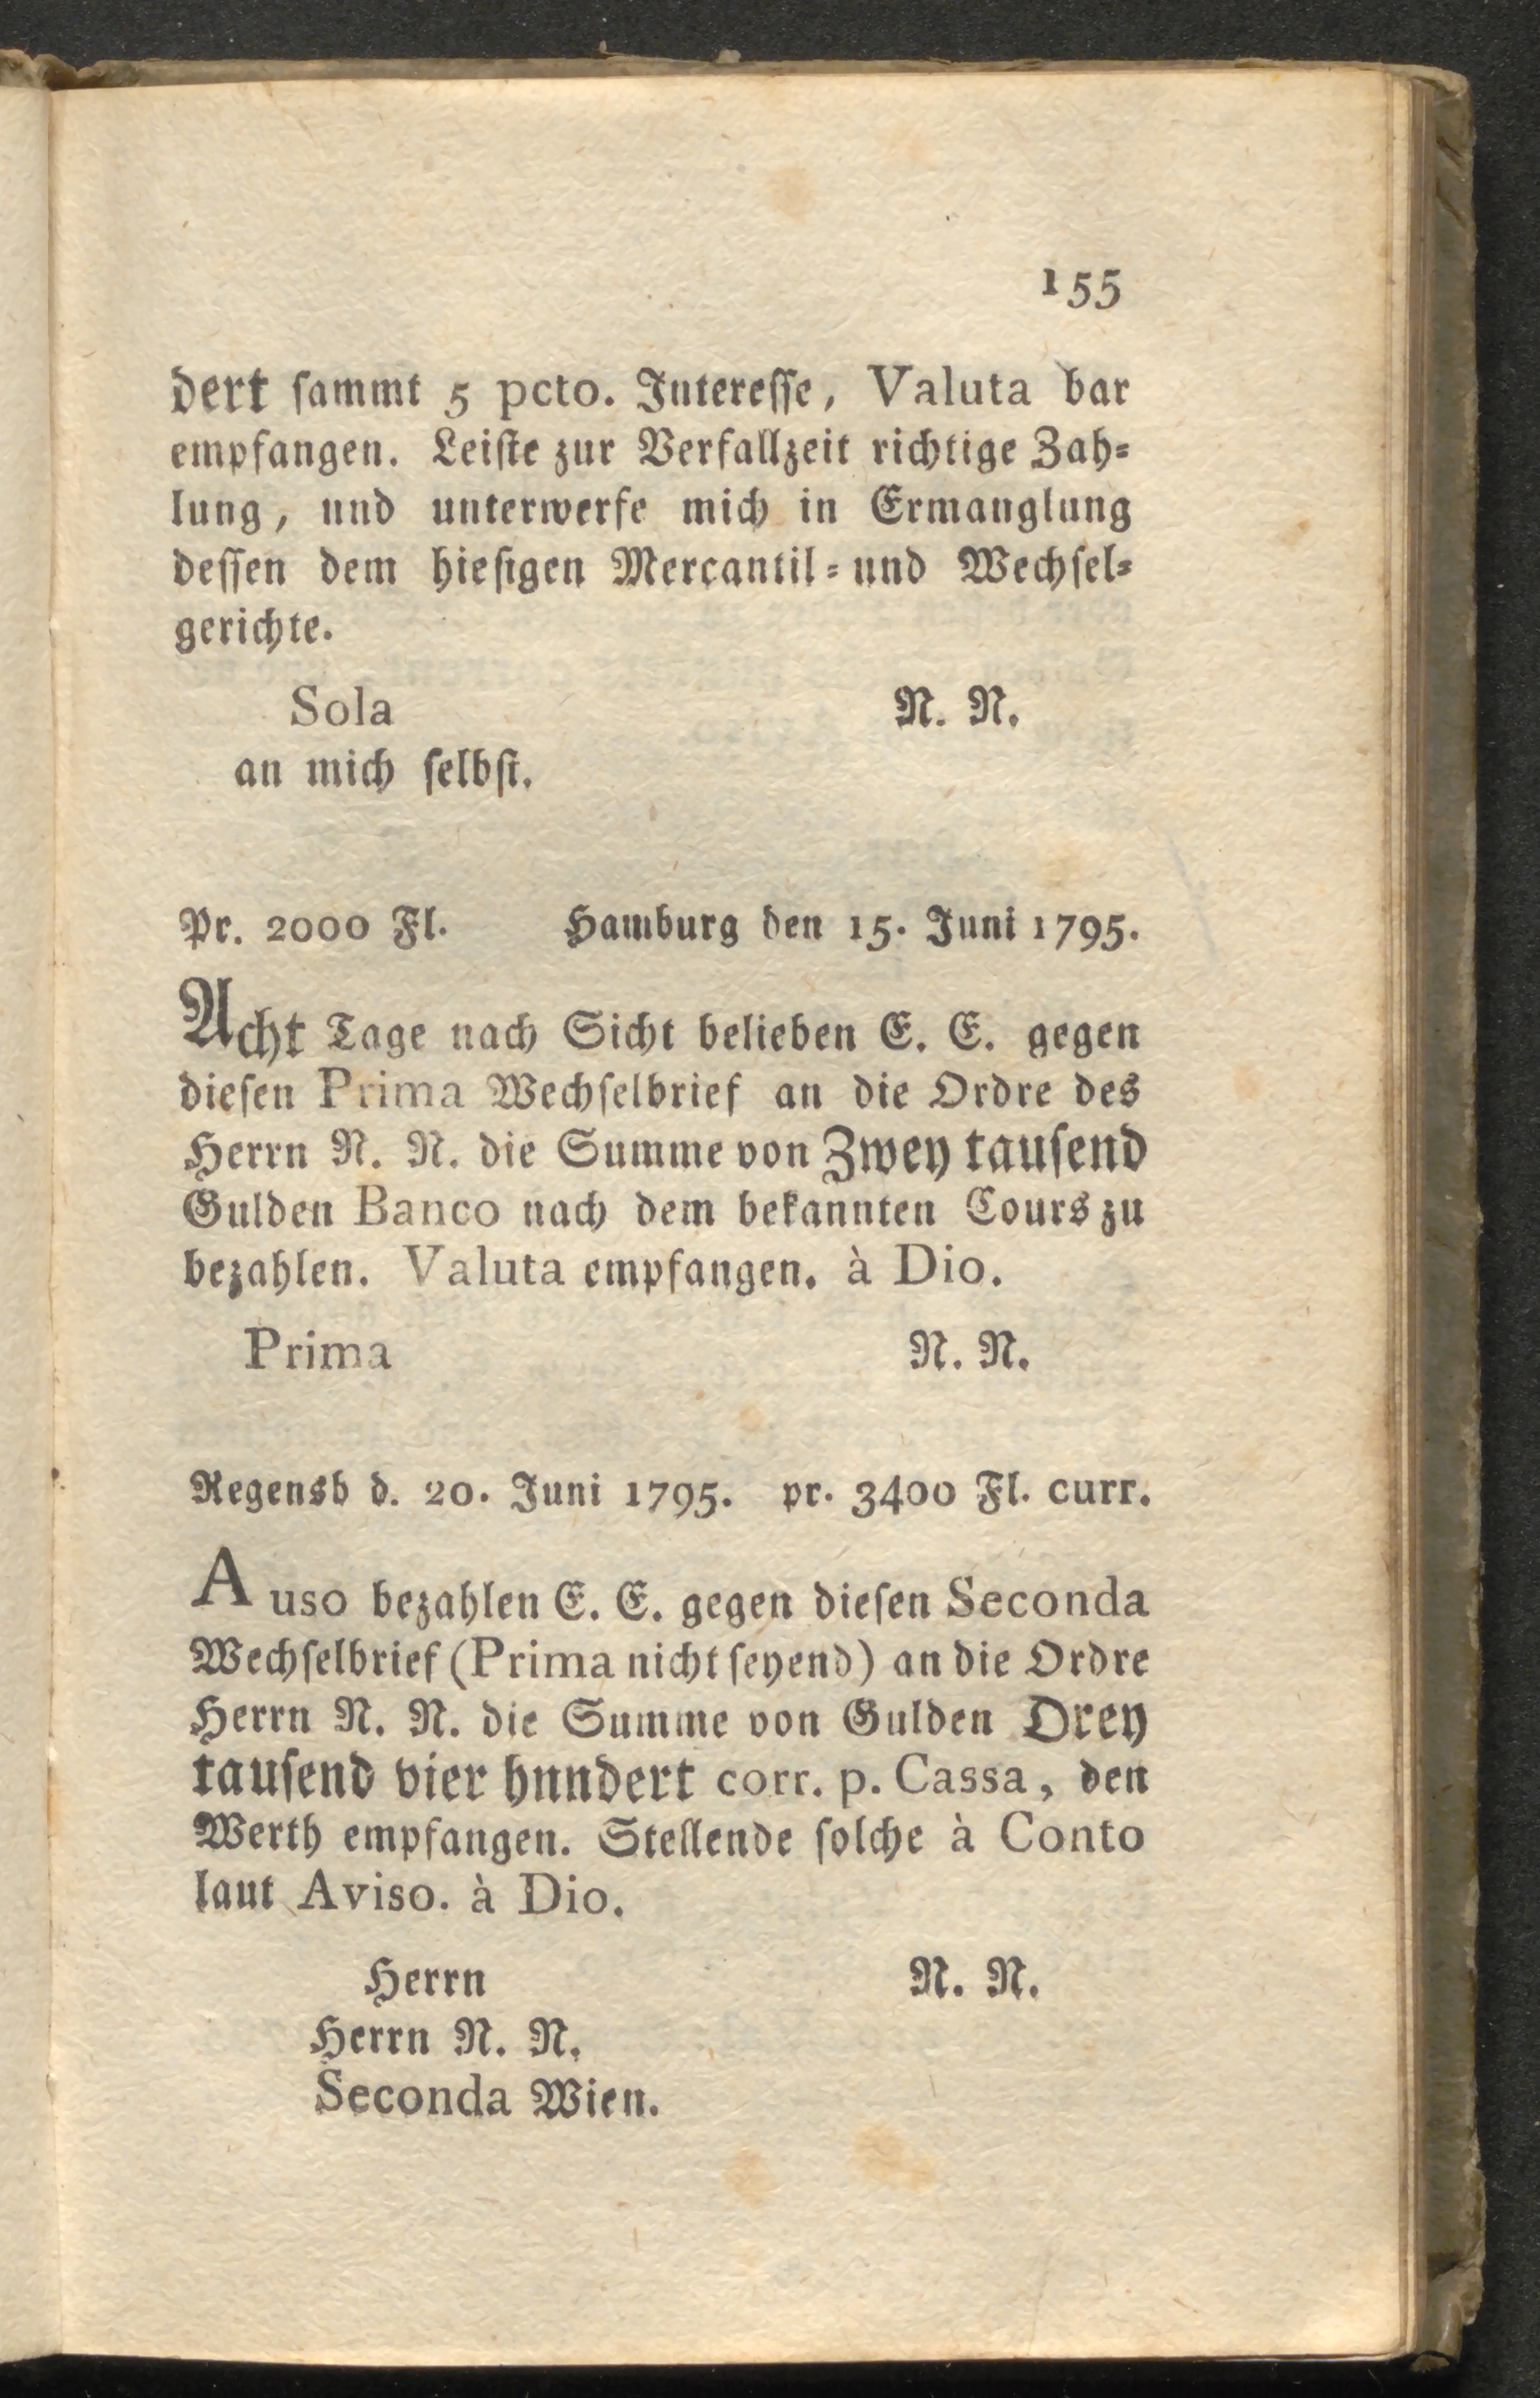 155
dert ſammt 5 pcto. Intereſſe, Valuta bar
empfangen. Leiſte zur Verfallzeit richtige Zah⸗
lung, und unterwerfe mich in Ermanglung
deſſen dem hieſigen Mercantil⸗und Wechſel⸗
gerichte.
Sola N. N.
an mich ſelbſt.
Pr. 2000 Fl. Hamburg den 15. Juni 1795.
Acht Tage nach Sicht belieben E. E. gegen
dieſen Prima Wechſelbrief an die Ordre des
Herrn N. N. die Summe von Zwey tauſend
Gulden Banco nach dem bekannten Cours zu
bezahlen. Valuta empfangen. à Dio.
Prima N. N.
Regensb d. 20. Juni 1795. pr. 3400 Fl. curr.
A uso bezahlen E. E. gegen dieſen Seconda
Wechſelbrief (Prima nicht ſeyend) an die Ordre
Herrn N. N. die Summe von Gulden Drey
tauſend vier hnndert corr. p. Cassa, den
Werth empfangen. Stellende ſolche à Conto
laut Aviso. à Dio.
Herrn N. N.
Herrn N. N.
Seconda Wien.